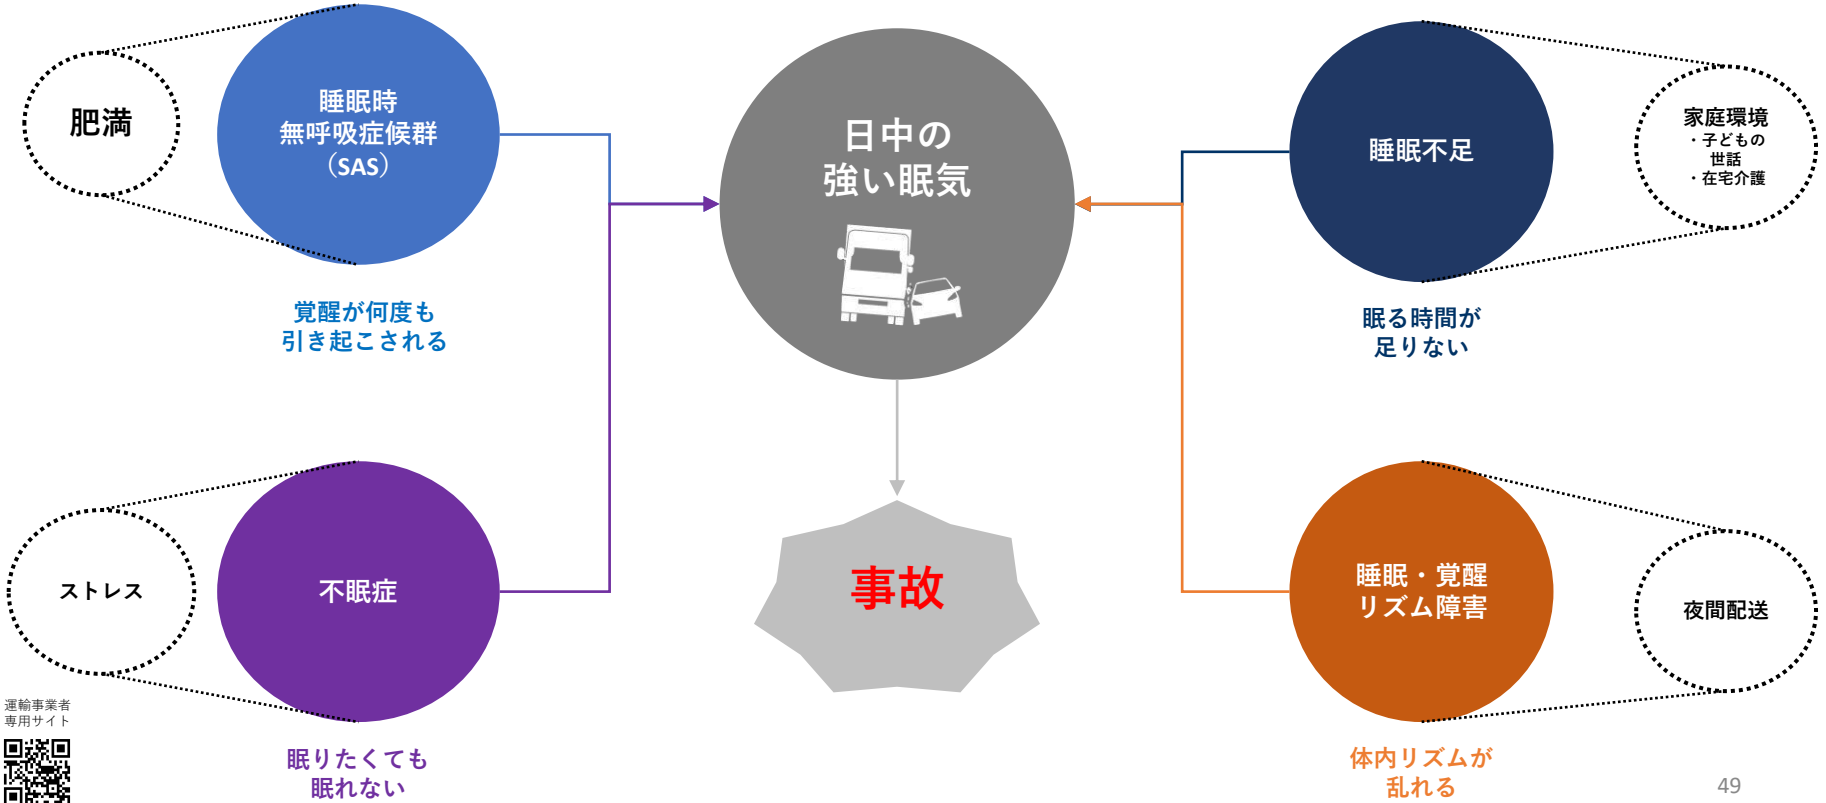 肥満
睡眠時
無呼吸症候群
（SAS）
覚醒が何度も
引き起こされる
日中の
強い眠気
睡眠不足
家庭環境
・子どもの
世話
・在宅介護
眠る時間が
足りない
ストレス
不眠症
眠りたくても
眠れない
事故
睡眠・覚醒
リズム障害
夜間配送
体内リズムが
乱れる
運輸事業者
専用サイト
49